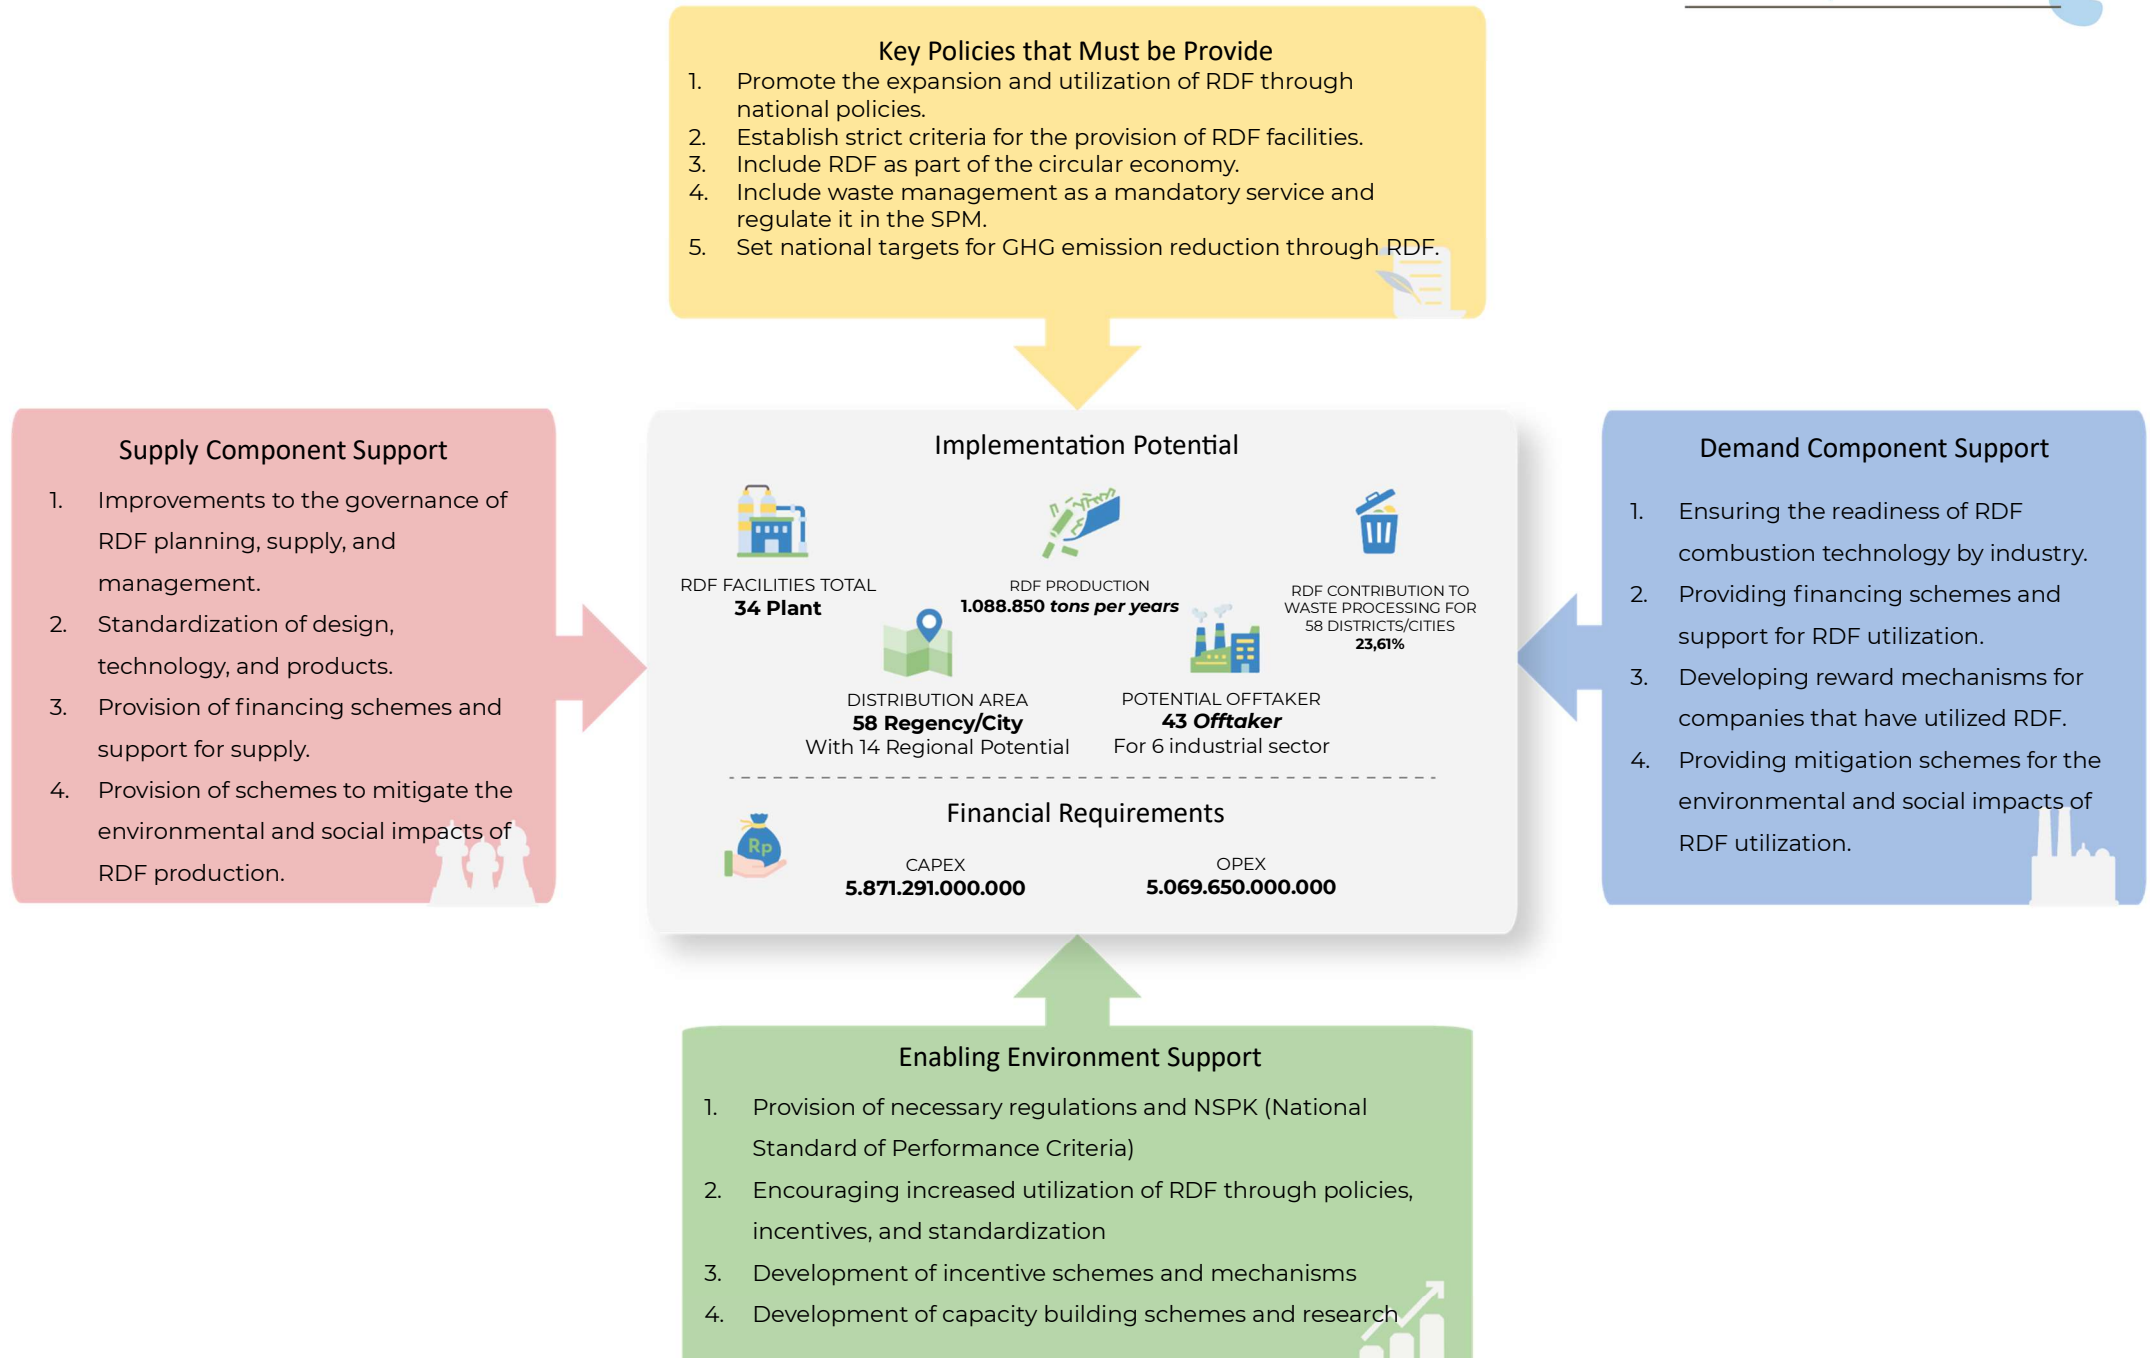 Key Policies that Must be Provide
1. Promote the expansion and utilization of RDF through
national policies.
2. Establish strict criteria for the provision of RDF facilities.
3. Include RDF as part of the circular economy.
4. Include waste management as a mandatory service and
regulate it in the SPM.
5. Set national targets for GHG emission reduction through RDF.
Supply Component Support
1. Improvements to the governance of
RDF planning, supply, and
management.
2. Standardization of design,
technology, and products.
3. Provision of financing schemes and
support for supply.
4. Provision of schemes to mitigate the
environmental and social impacts of
RDF production.
Implementation Potential
RDF FACILITIES TOTAL
34 Plant
RDF PRODUCTION
1.088.850 tons per years
RDF CONTRIBUTION TO
WASTE PROCESSING FOR
58 DISTRICTS/CITIES
23,61%
DISTRIBUTION AREA
58 Regency/City
With 14 Regional Potential
POTENTIAL OFFTAKER
43 Offtaker
For 6 industrial sector
Financial Requirements
Rp
CAPEX
5.871.291.000.000
OPEX
5.069.650.000.000
Demand Component Support
1. Ensuring the readiness of RDF
combustion technology by industry.
2. Providing financing schemes and
support for RDF utilization.
3. Developing reward mechanisms for
companies that have utilized RDF.
4. Providing mitigation schemes for the
environmental and social impacts of
RDF utilization.
Enabling Environment Support
1. Provision of necessary regulations and NSPK (National
Standard of Performance Criteria)
2. Encouraging increased utilization of RDF through policies,
incentives, and standardization
3. Development of incentive schemes and mechanisms
4. Development of capacity building schemes and research